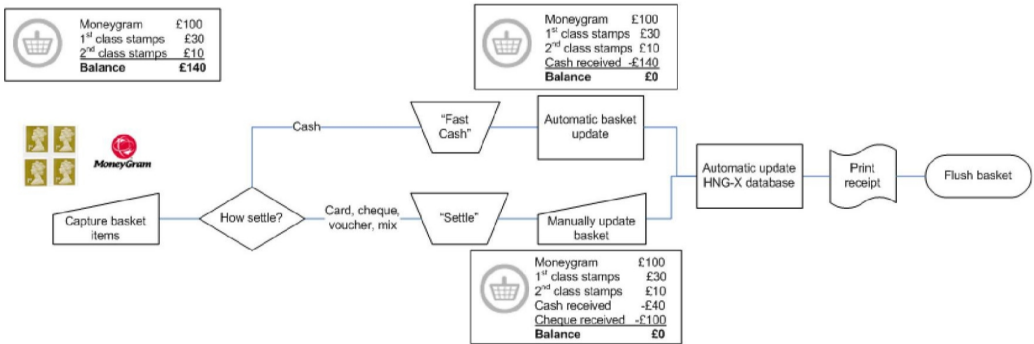 Moneygram £100
1st class stamps £30
2nd class stamps £10
Balance £140
Moneygram £100
1st class stamps £30
2nd class stamps £10
Cash received -£140
Balance £0
MoneyGram
Capture basket
items
How settle?
Cash
Card, cheque,
voucher, mix
"Fast
Cash"
"Settle"
Automatic basket
update
Manually update
basket
Automatic update
HNG-X database
Print
receipt
Flush basket
Moneygram £100
1st class stamps £30
2nd class stamps £10
Cash received -£40
Cheque received -£100
Balance £0